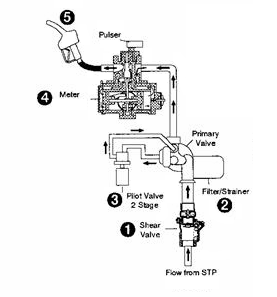 5
Pulser
4
Meter
Primary
Valve
3
Pliot Valve
2 Stage
Filter/Strainer
2
1
Shear
Valve
Flow from STP